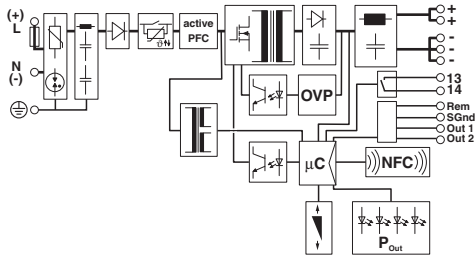 (+)
L
N
(-)
ϑ
active
PFC
OVP
+
+
-
-
-
13
14
Rem
SGnd
Out 1
Out 2
µC
NFC
P Out